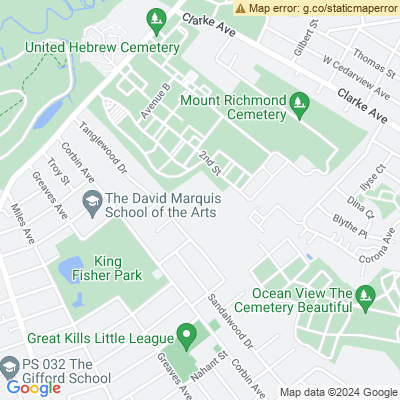 Map error: g.co/staticmaperror
Clarke Ave
United Hebrew Cemetery
Gilbert St
Thomas St
W Cedarview Ave
Clarke Ave
Avenue B
Mount Richmond
Cemetery
2nd St
Tanglewood Dr
Corbin Ave
Troy St
Greaves Ave
Miles Ave
The David Marquis
School of the Arts
Ilyse Ct
Dina Ct
Blythe Pl
Corona Ave
King
Fisher Park
Ocean View The
Cemetery Beautiful
Sandalwood Dr
Great Kills Little League
PS 032 The
Gifford School
Greaves Ave
Nahant St
Corbin Ave
Google
Map data ©2024 Google